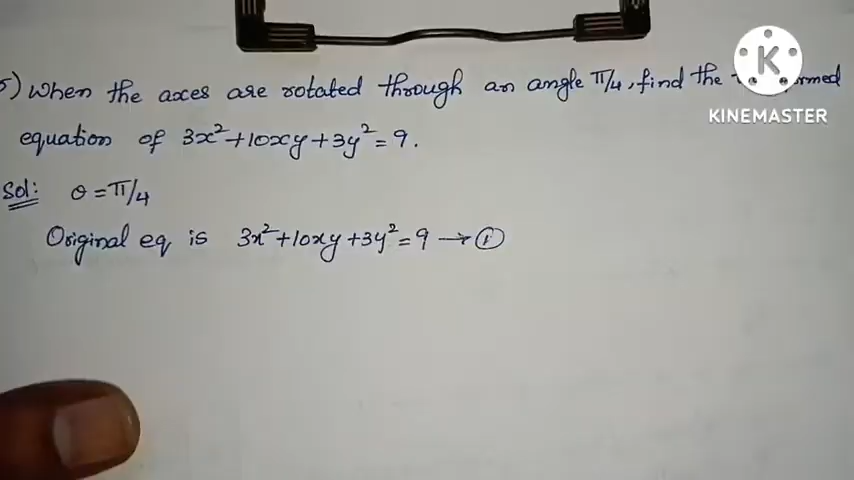 5) When the axes are rotated through an angle π/4, find the
equation of 3x²+10xy+3y² = 9.
Sol: θ = π/4
Original eq is 3x²+10xy+3y² = 9 → ①
K
KINEMASTER